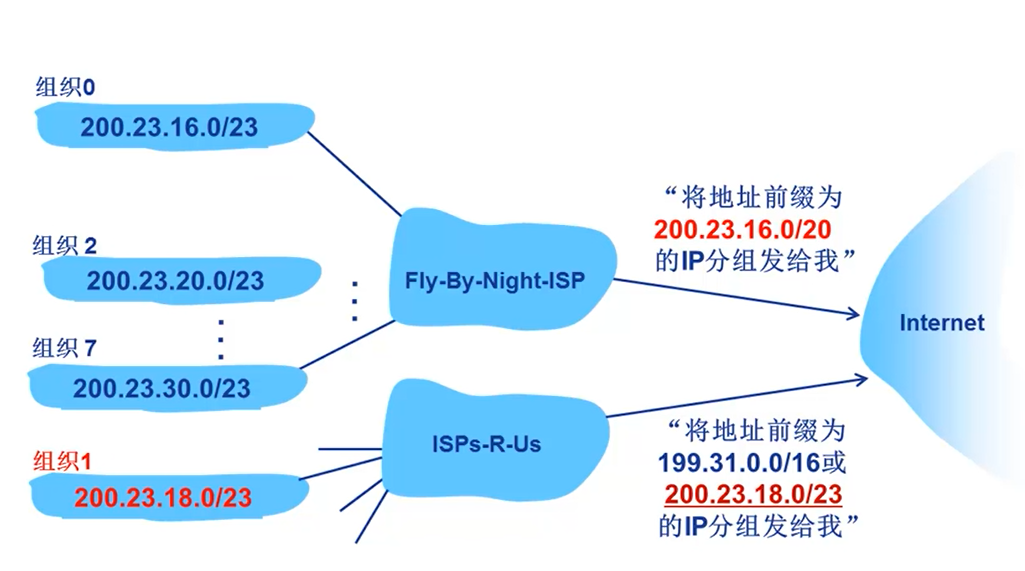 组织0
200.23.16.0/23
组织 2
200.23.20.0/23
组织 7
200.23.30.0/23
组织1
200.23.18.0/23
Fly-By-Night-ISP
ISPs-R-Us
“将地址前缀为
200.23.16.0/20
的IP分组发给我”
“将地址前缀为
199.31.0.0/16或
200.23.18.0/23
的IP分组发给我”
Internet